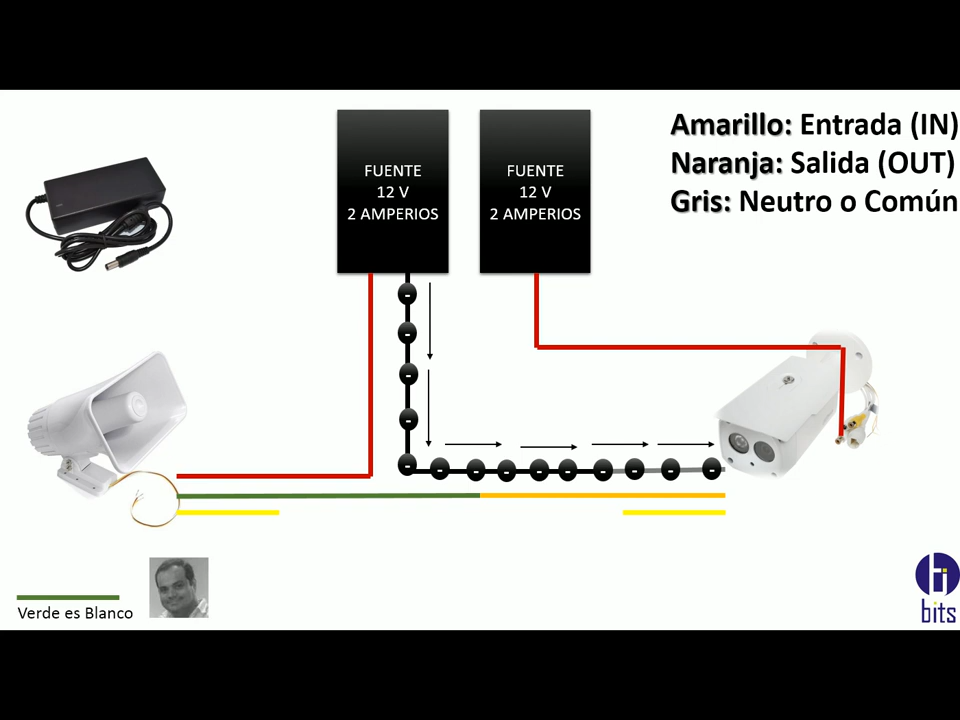 Amarillo: Entrada (IN)
Naranja: Salida (OUT)
Gris: Neutro o Común
FUENTE
12 V
2 AMPERIOS
FUENTE
12 V
2 AMPERIOS
- 
- 
- 
- 
- - - - - - - - - -
Verde es Blanco
bits